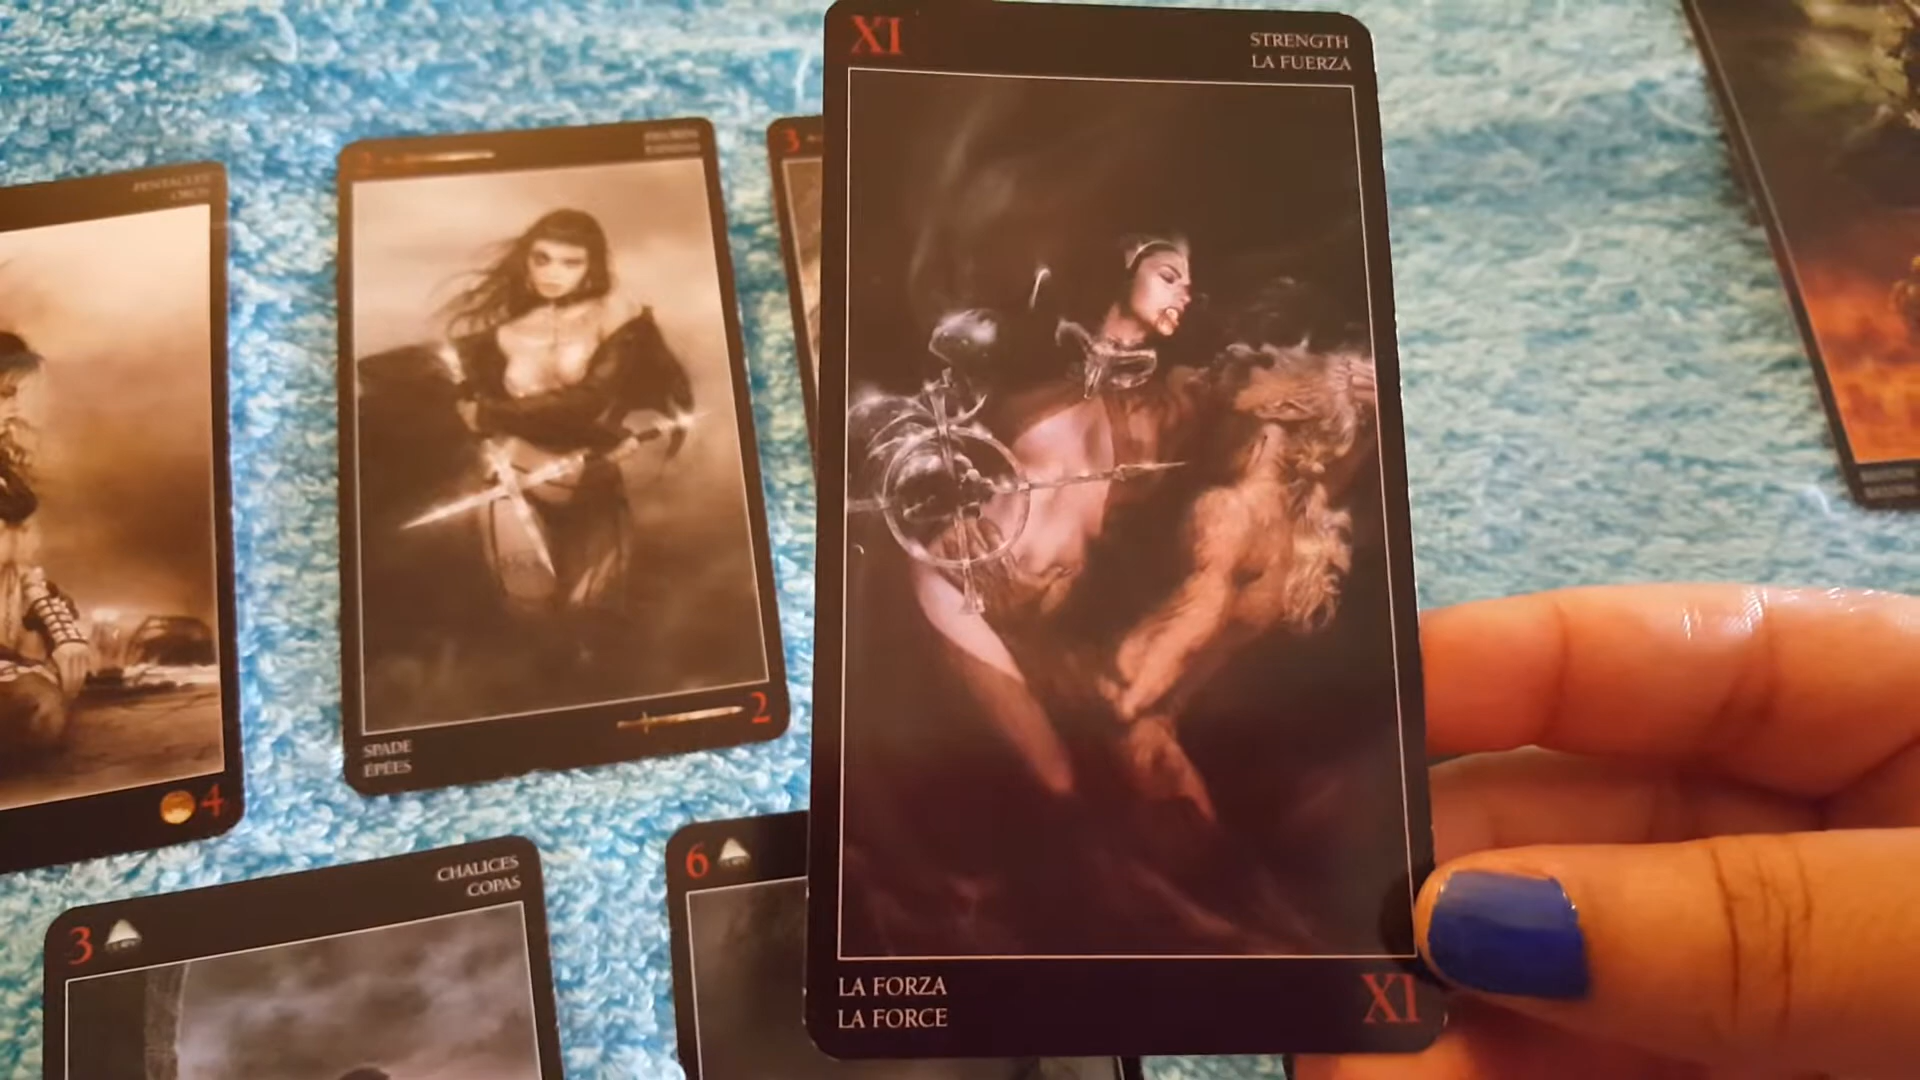 XI
STRENGTH
LA FUERZA
LA FORZA
LA FORCE
XI
PENTACLES
4
2
SPADE
ÉPÉES
2
3
3
CHALICES
COPAS
6